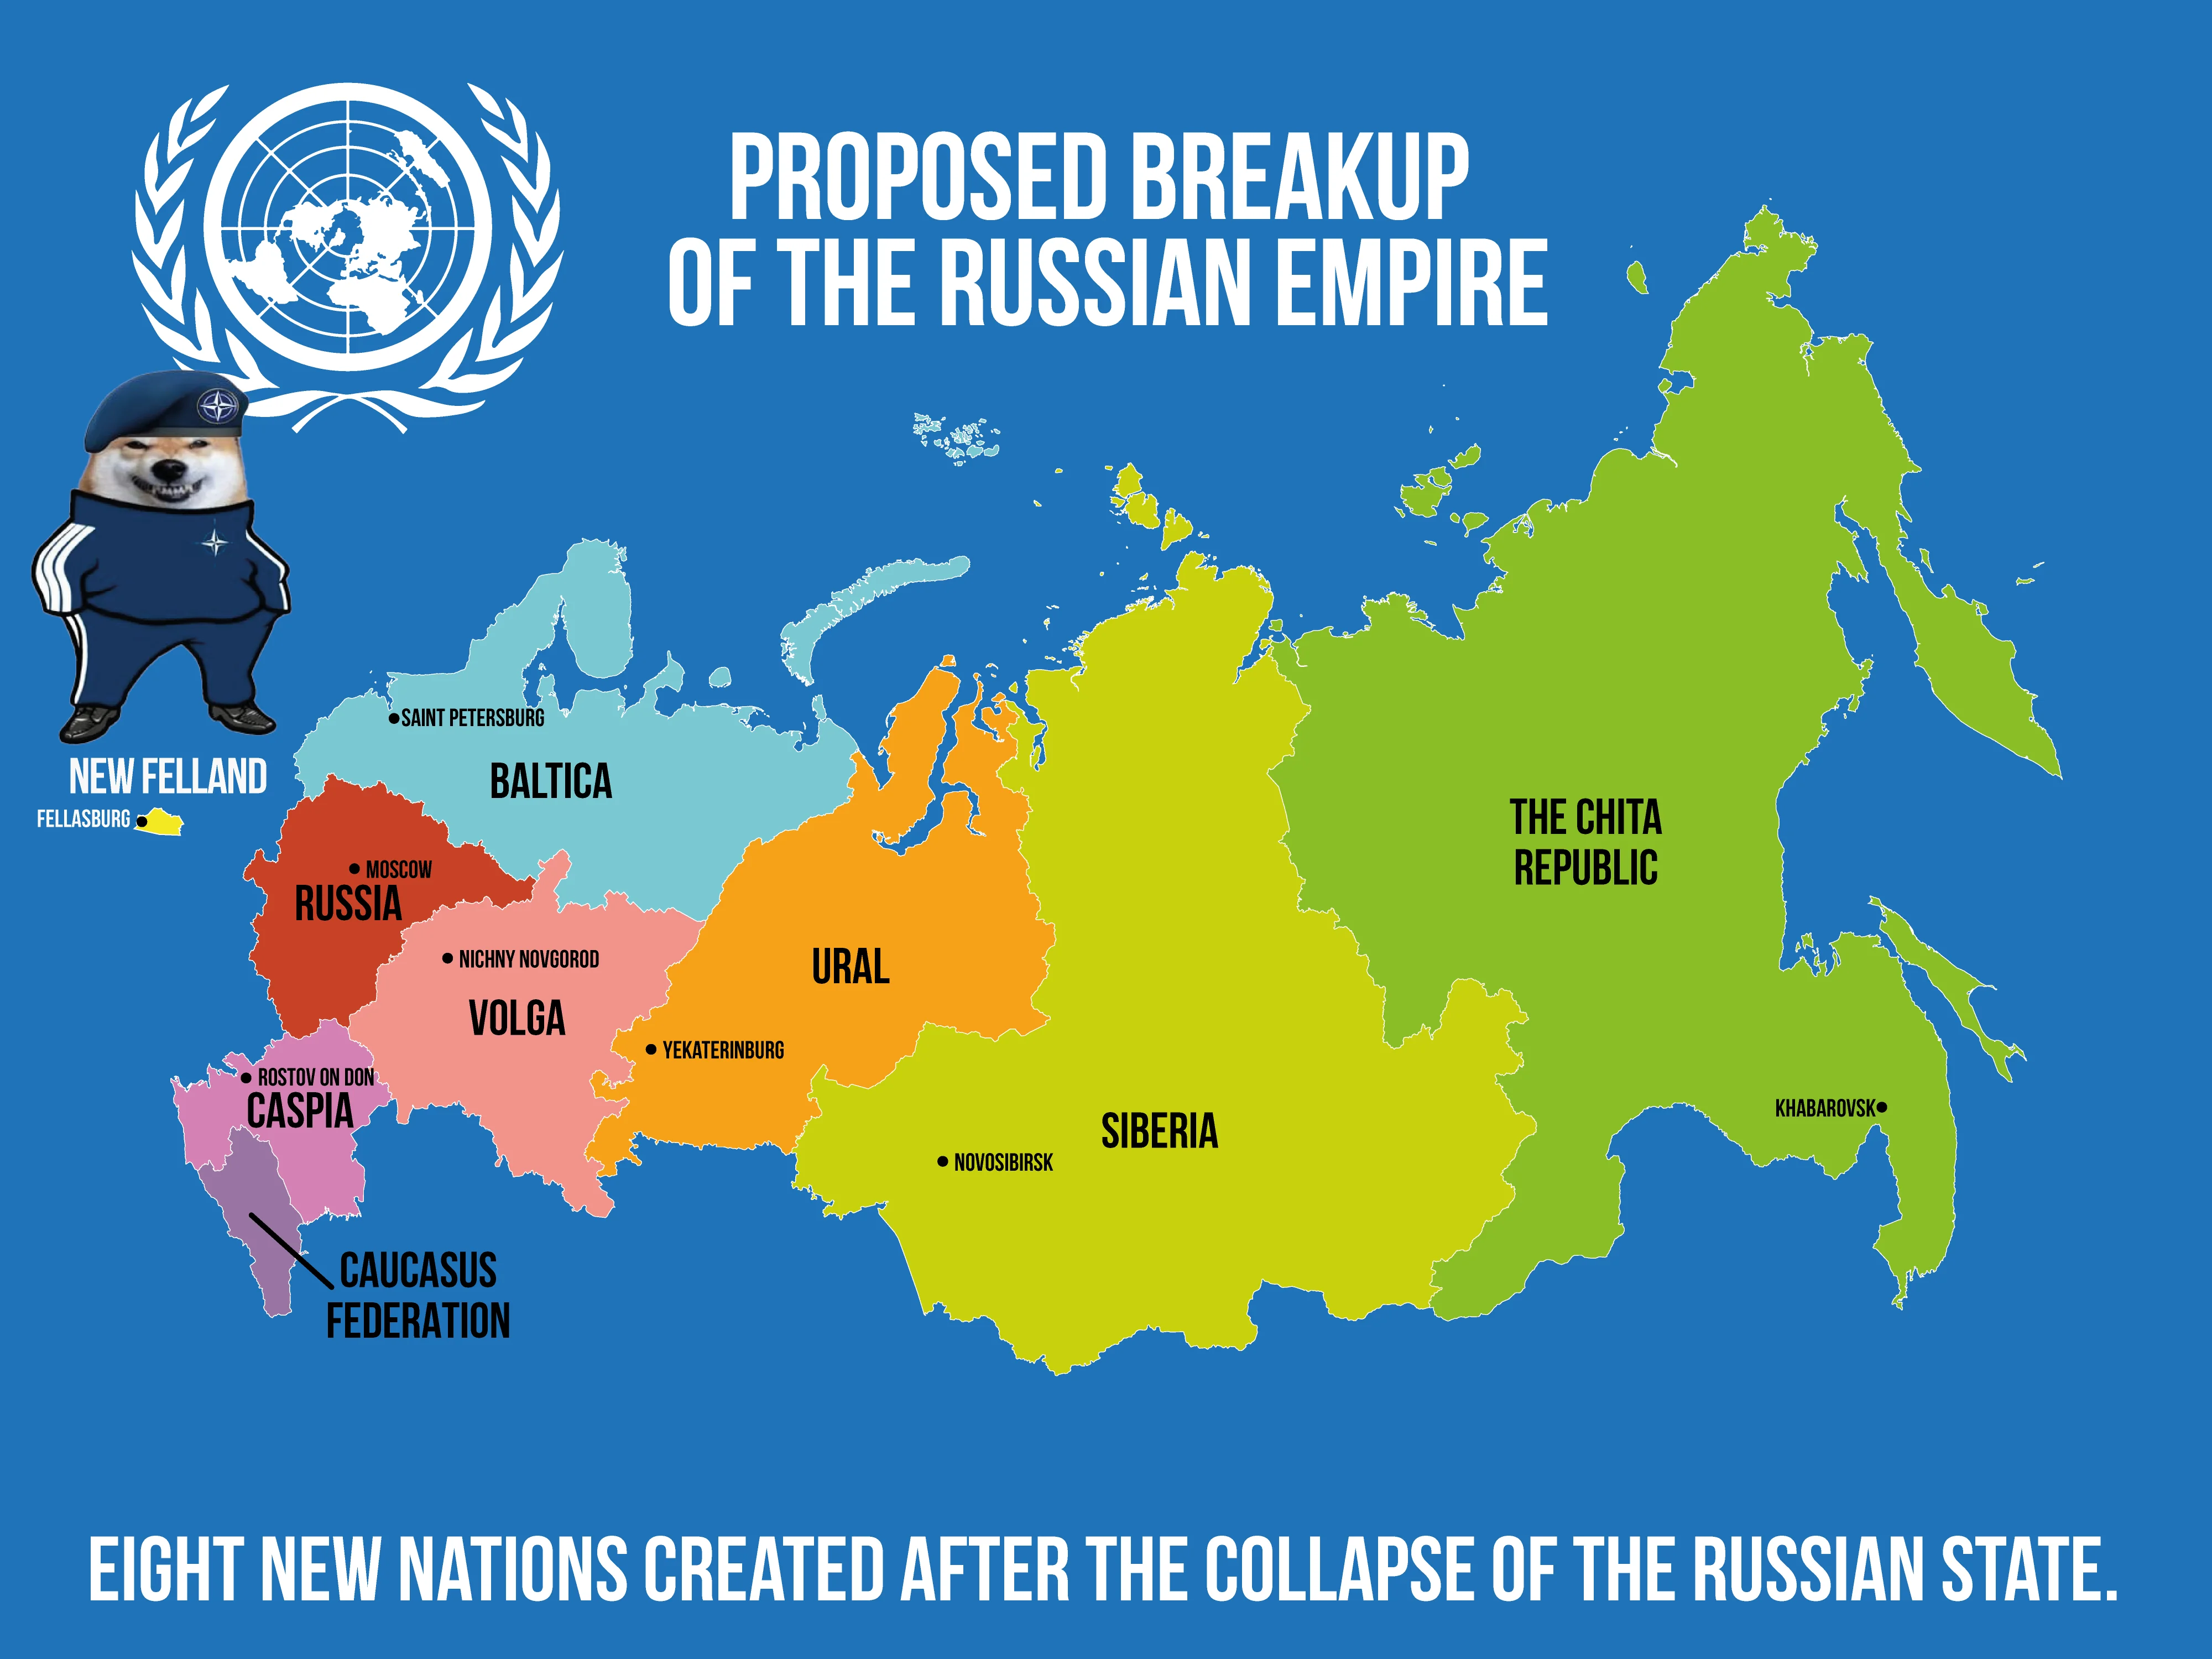 PROPOSED BREAKUP
OF THE RUSSIAN EMPIRE
SAINT PETERSBURG
BALTICA
NEW FELLAND
FELLASBURG
MOSCOW
RUSSIA
THE CHITA
REPUBLIC
NICHNY NOVGOROD
VOLGA
URAL
YEKATERINBURG
ROSTOV ON DON
CASPIA
SIBERIA
KHABAROVSK
NOVOSIBIRSK
CAUCASUS
FEDERATION
EIGHT NEW NATIONS CREATED AFTER THE COLLAPSE OF THE RUSSIAN STATE.